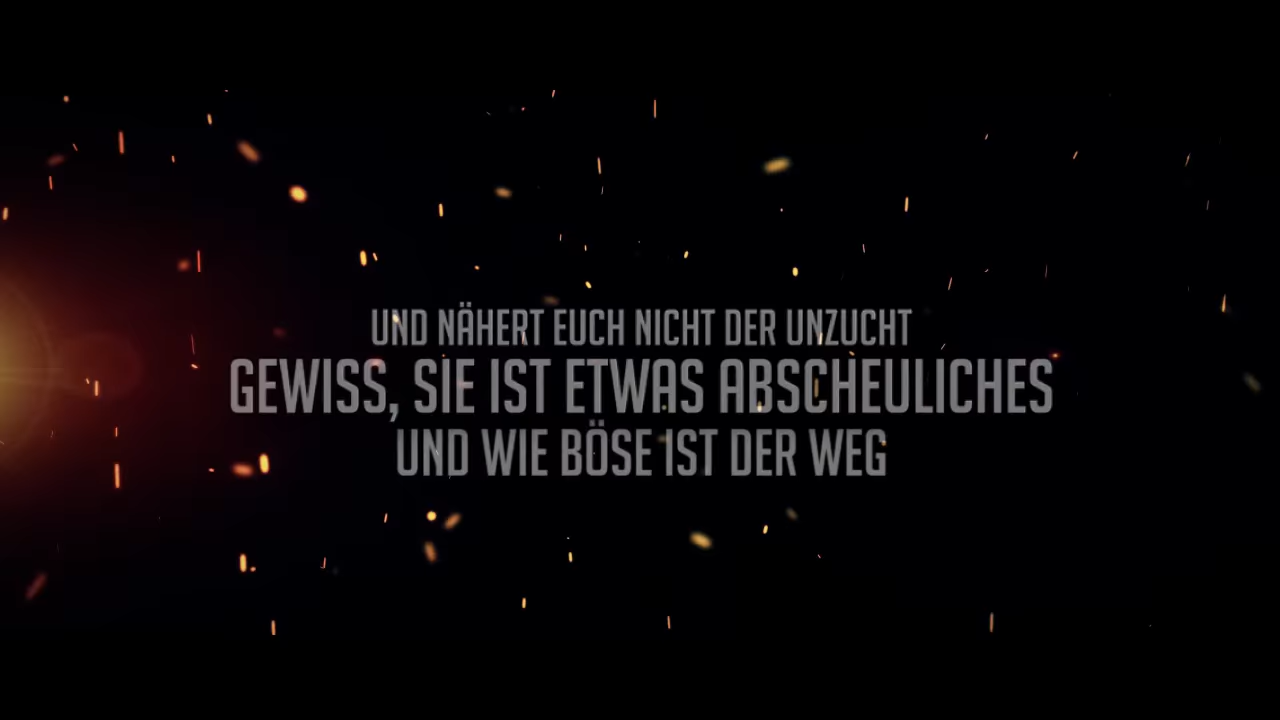 UND NÄHERT EUCH NICHT DER UNZUCHT
GEWISS, SIE IST ETWAS ABSCHEULICHES
UND WIE BÖSE IST DER WEG